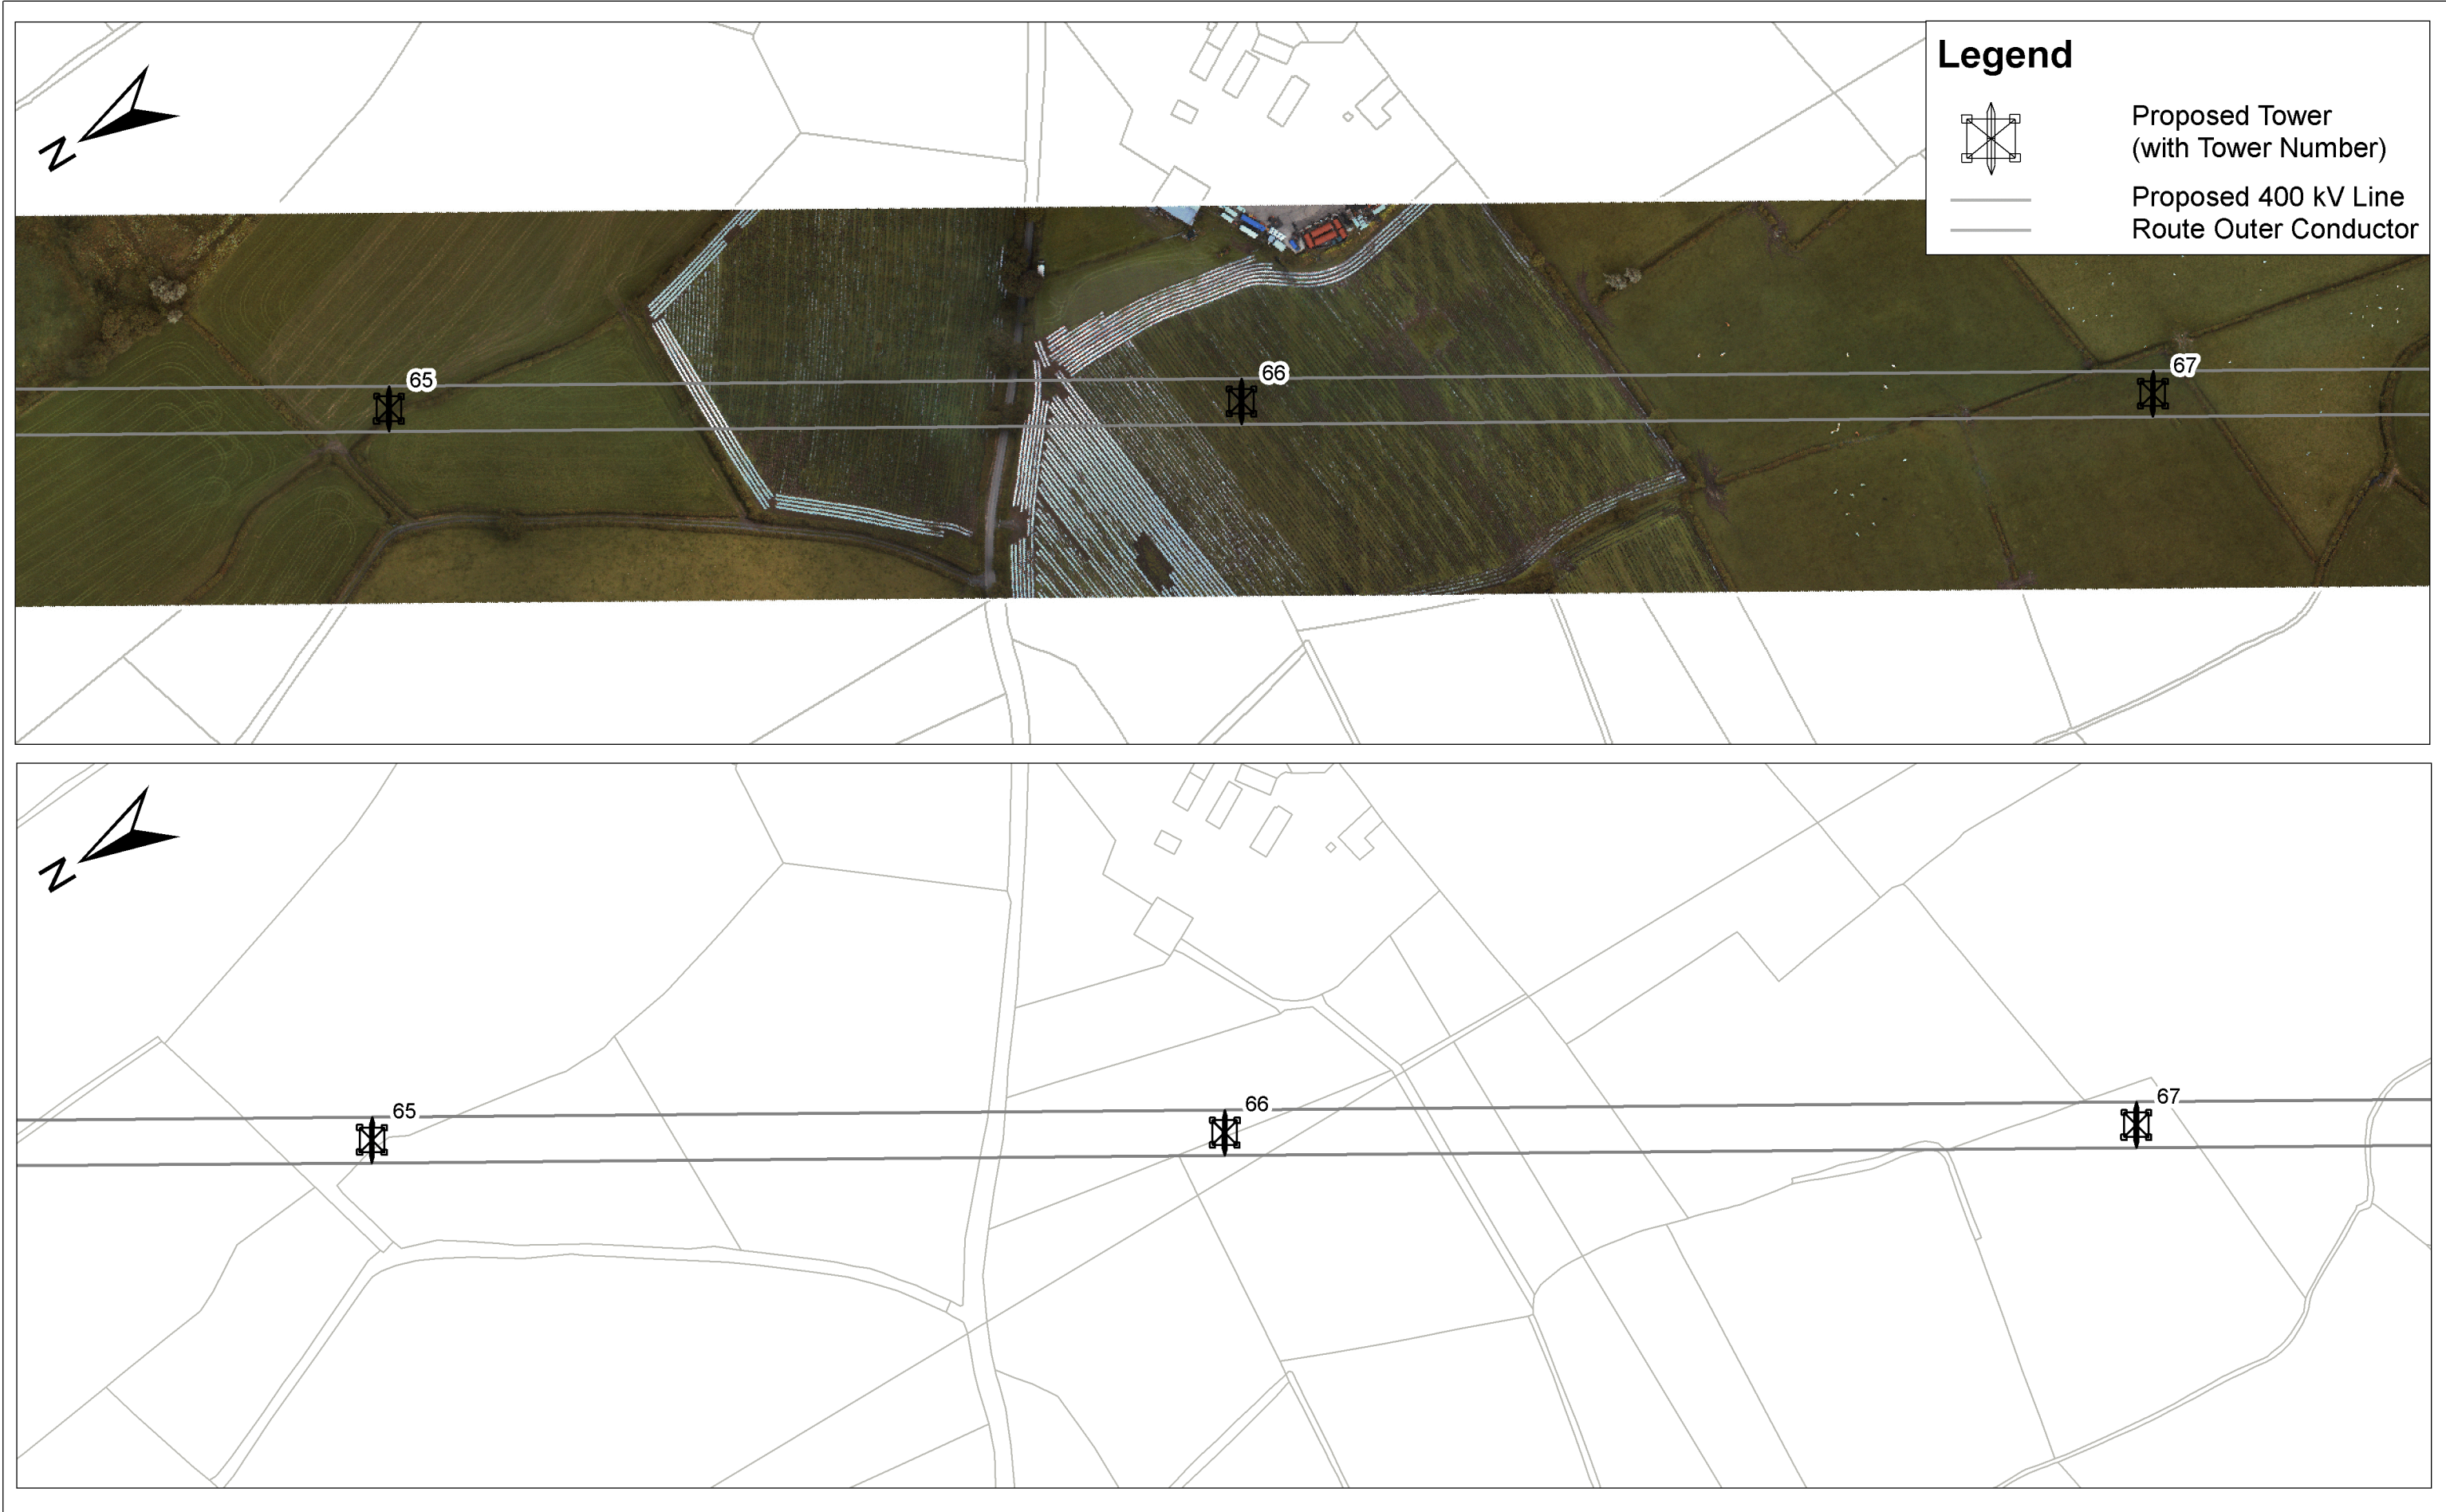 N
Legend
Proposed Tower
(with Tower Number)
Proposed 400 kV Line
Route Outer Conductor
65
66
67
N
65
66
67